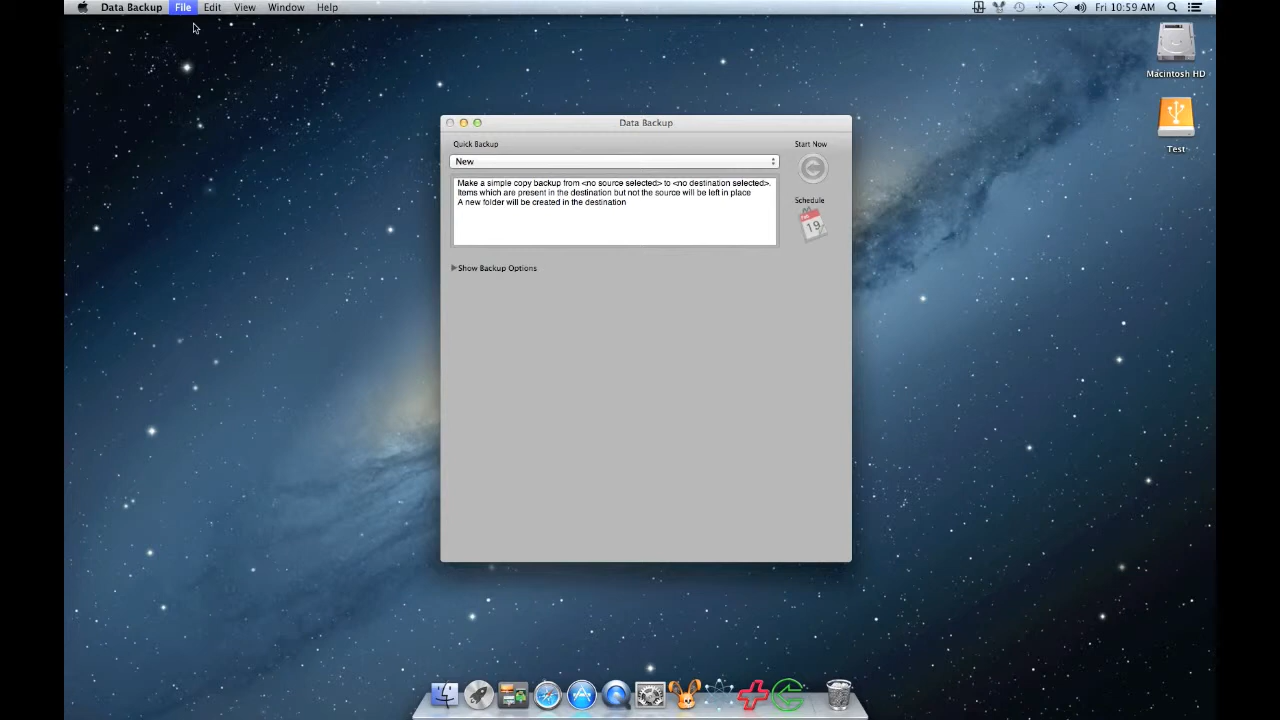 Data Backup File Edit View Window Help Fri 10:59 AM
Macintosh HD
Test
Data Backup
Quick Backup
Start Now
New
Make a simple copy backup from <no source selected> to <no destination selected>.
Items which are present in the destination but not the source will be left in place
A new folder will be created in the destination
Schedule
19
Show Backup Options